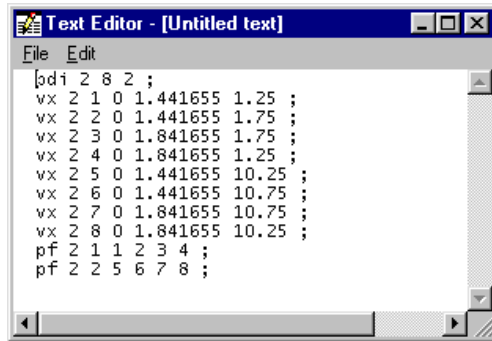 Text Editor - [Untitled text]
File Edit
pdi 2 8 2 ;
vx 2 1 0 1.441655 1.25 ;
vx 2 2 0 1.441655 1.75 ;
vx 2 3 0 1.841655 1.75 ;
vx 2 4 0 1.841655 1.25 ;
vx 2 5 0 1.441655 10.25 ;
vx 2 6 0 1.441655 10.75 ;
vx 2 7 0 1.841655 10.75 ;
vx 2 8 0 1.841655 10.25 ;
pf 2 1 1 2 3 4 ;
pf 2 2 5 6 7 8 ;